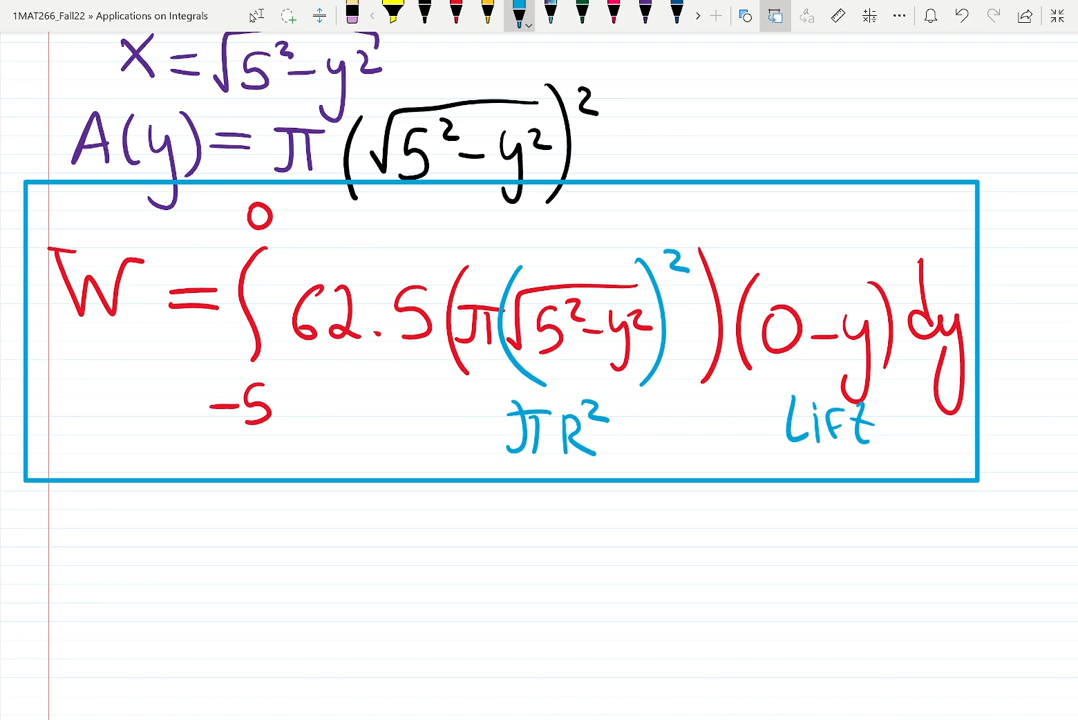 1MAT266_Fall22 » Applications on Integrals
x = √5² - y²
A(y) = π (√5² - y²)²
0
W = ∫ 62.5 (π(√5² - y²)²) (0 - y) dy
-5
πR² LiFt